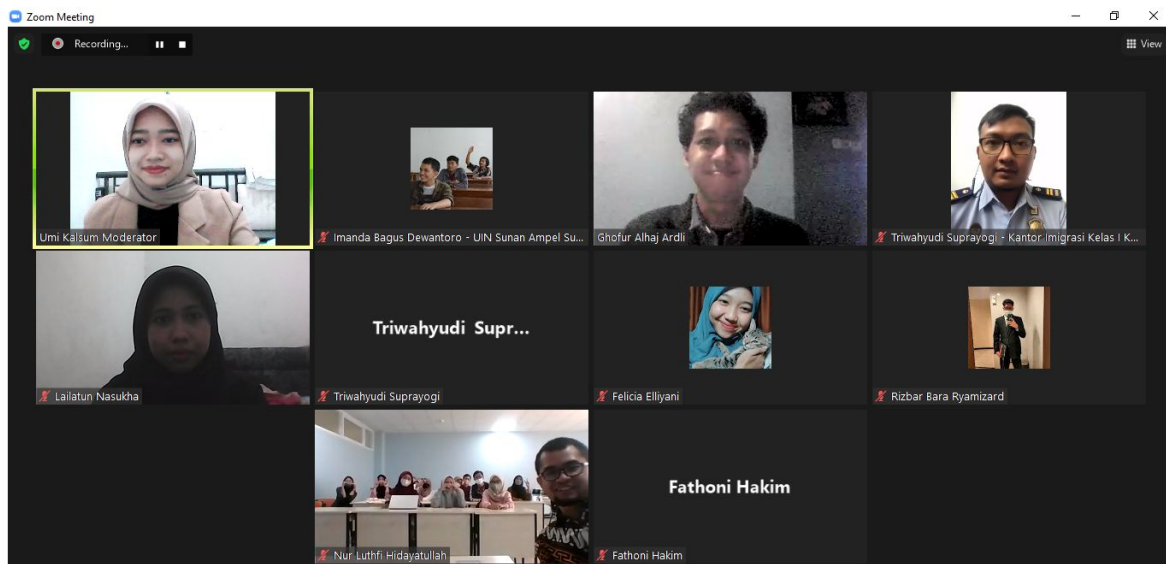 Zoom Meeting
Recording...
View
Umi Kalsum Moderator
Imanda Bagus Dewantoro - UIN Sunan Ampel Su...
Ghofur Alhaj Ardli
Triwahyudi Suprayogi - Kantor Imigrasi Kelas I K...
Lailatun Nasukha
Triwahyudi Supr...
Triwahyudi Suprayogi
Felicia Elliyani
Rizbar Bara Ryamizard
Nur Luthfi Hidayatullah
Fathoni Hakim
Fathoni Hakim